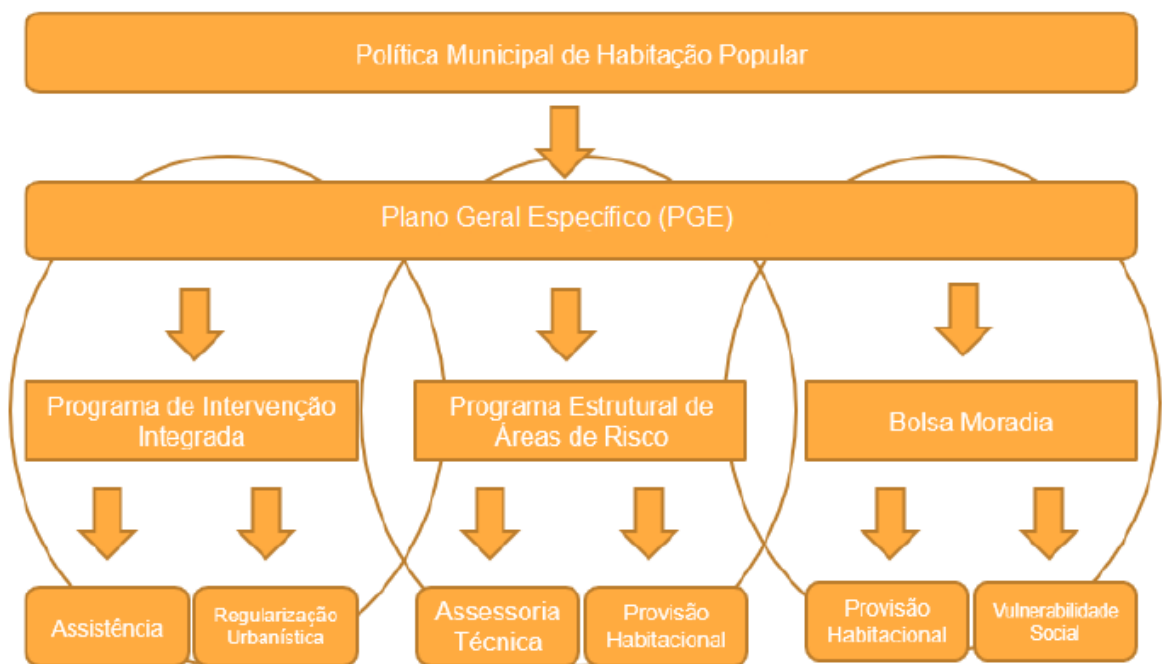 Política Municipal de Habitação Popular
Plano Geral Específico (PGE)
Programa de Intervenção
Integrada
Programa Estrutural de
Áreas de Risco
Bolsa Moradia
Assistência
Regularização
Urbanística
Assessoria
Técnica
Provisão
Habitacional
Provisão
Habitacional
Vulnerabilidade
Social